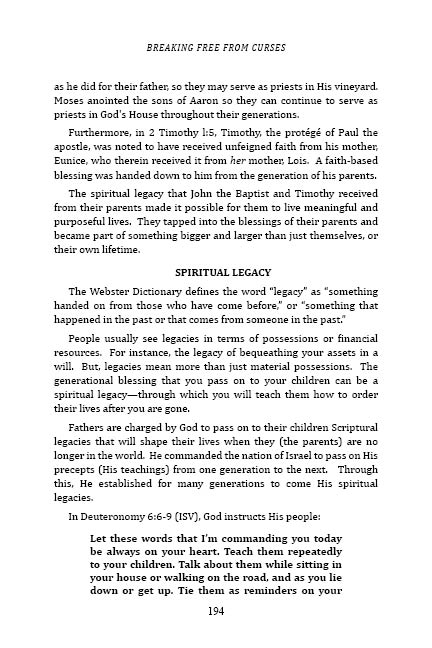 BREAKING FREE FROM CURSES
as he did for their father, so they may serve as priests in His vineyard.
Moses anointed the sons of Aaron so they can continue to serve as
priests in God's House throughout their generations.
Furthermore, in 2 Timothy l:5, Timothy, the protégé of Paul the
apostle, was noted to have received unfeigned faith from his mother,
Eunice, who therein received it from her mother, Lois. A faith-based
blessing was handed down to him from the generation of his parents.
The spiritual legacy that John the Baptist and Timothy received
from their parents made it possible for them to live meaningful and
purposeful lives. They tapped into the blessings of their parents and
became part of something bigger and larger than just themselves, or
their own lifetime.
SPIRITUAL LEGACY
The Webster Dictionary defines the word “legacy” as “something
handed on from those who have come before,” or “something that
happened in the past or that comes from someone in the past.”
People usually see legacies in terms of possessions or financial
resources. For instance, the legacy of bequeathing your assets in a
will. But, legacies mean more than just material possessions. The
generational blessing that you pass on to your children can be a
spiritual legacy—through which you will teach them how to order
their lives after you are gone.
Fathers are charged by God to pass on to their children Scriptural
legacies that will shape their lives when they (the parents) are no
longer in the world. He commanded the nation of Israel to pass on His
precepts (His teachings) from one generation to the next. Through
this, He established for many generations to come His spiritual
legacies.
In Deuteronomy 6:6-9 (ISV), God instructs His people:
Let these words that I’m commanding you today
be always on your heart. Teach them repeatedly
to your children. Talk about them while sitting in
your house or walking on the road, and as you lie
down or get up. Tie them as reminders on your
194